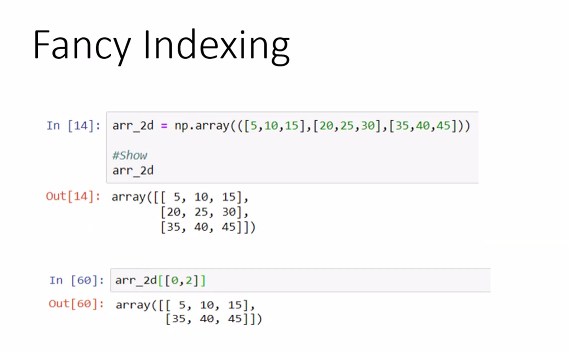 Fancy Indexing
In [14]: arr_2d = np.array(([5,10,15],[20,25,30],[35,40,45]))
#Show
arr_2d
Out[14]: array([[ 5, 10, 15],
[20, 25, 30],
[35, 40, 45]])
In [60]: arr_2d[[0,2]]
Out[60]: array([[ 5, 10, 15],
[35, 40, 45]])